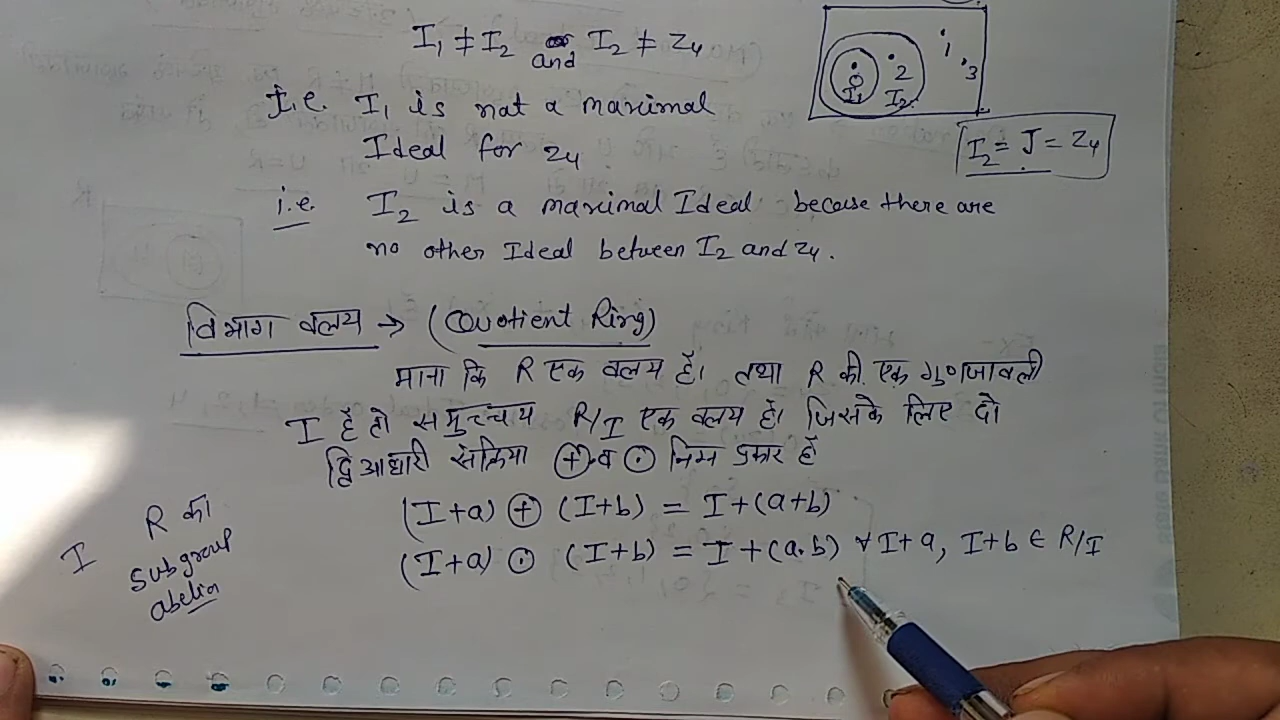 I₁ ≠ I₂ and I₂ ≠ Z₄
i.e. I₁ is not a maximal
Ideal for Z₄
i.e. I₂ is a maximal Ideal because there are
no other Ideal between I₂ and Z₄.
0 2 1 3
I₁ I₂
I₂ = J = Z₄
विभाग वलय → (Quotient Ring)
माना कि R एक वलय है। तथा R की एक गुणजावली
I है तो समुच्चय R/I एक वलय है। जिसके लिए दो
द्विआधारी संक्रिया ⊕ व ⊙ निम्न प्रकार है
(I+a) ⊕ (I+b) = I+(a+b)
(I+a) ⊙ (I+b) = I+(a.b) ∀ I+a, I+b ∈ R/I
I R का
Subgroup
abelian